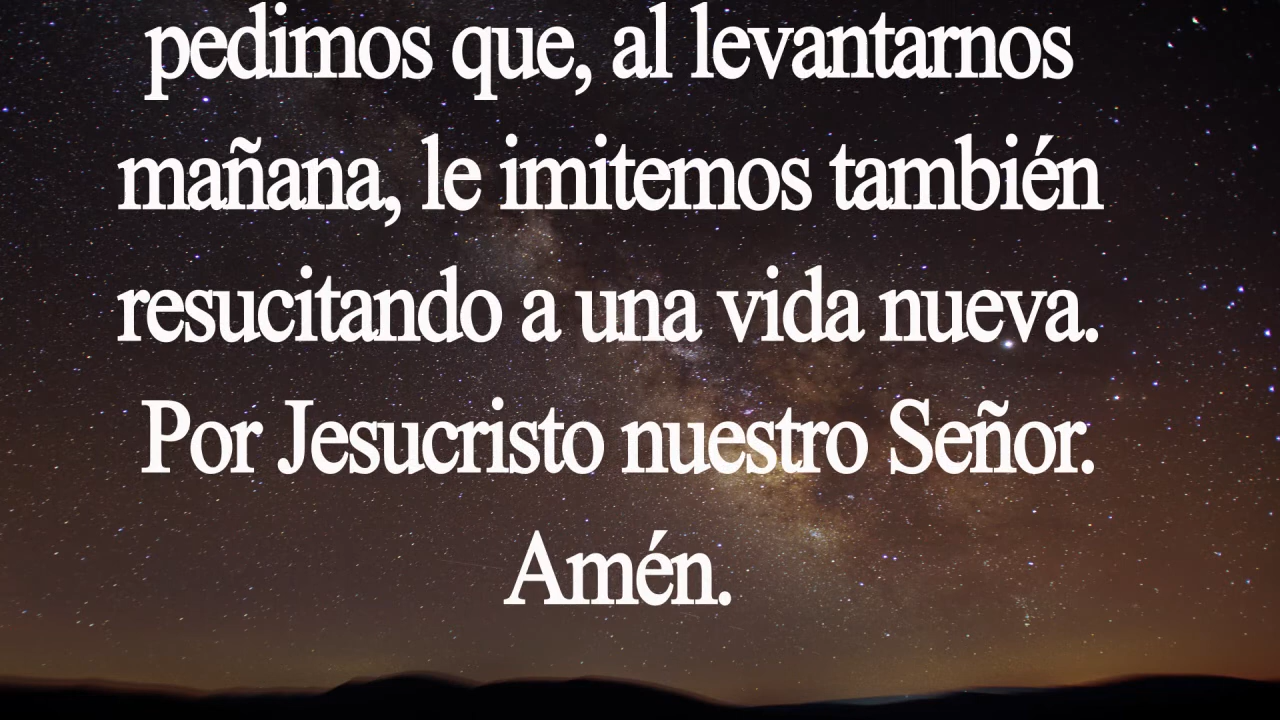 pedimos que, al levantarnos
mañana, le imitemos también
resucitando a una vida nueva.
Por Jesucristo nuestro Señor.
Amén.